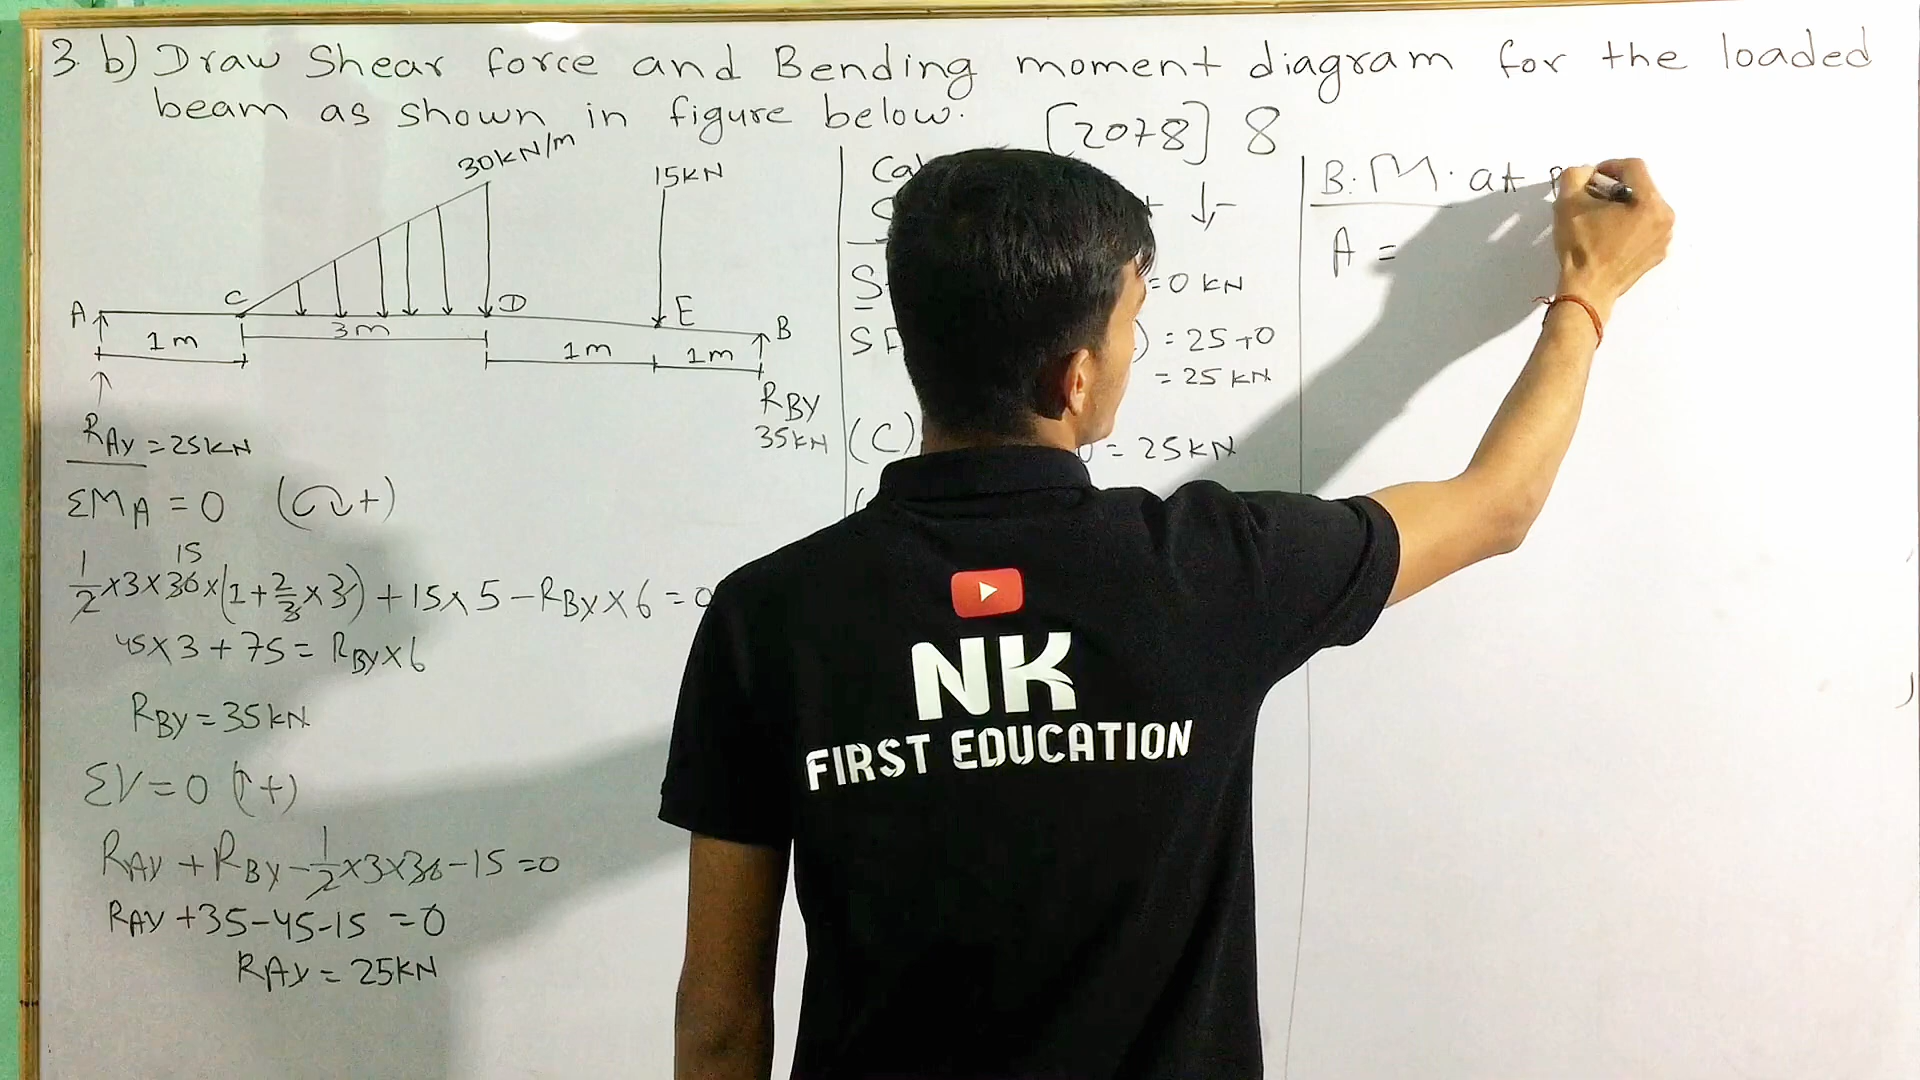 3. b) Draw Shear force and Bending moment diagram for the loaded
beam as shown in figure below. [2078] 8
30KN/m
15KN
A
C
D
E
B
1m
3m
1m
1m
RBY
35KN
RAY = 25KN
ΣMA = 0 (↷+)
1/2 × 3 × 30 × (1 + 2/3 × 3) + 15 × 5 - RBY × 6 = 0
15
45 × 3 + 75 = RBY × 6
RBY = 35KN
ΣV = 0 (↑+)
RAY + RBY - 1/2 × 3 × 30 - 15 = 0
RAY + 35 - 45 - 15 = 0
RAY = 25KN
↓-
= 0 KN
= 25 + 0
= 25 KN
(C)
= 25KN
B.M. at
A =
NK
FIRST EDUCATION